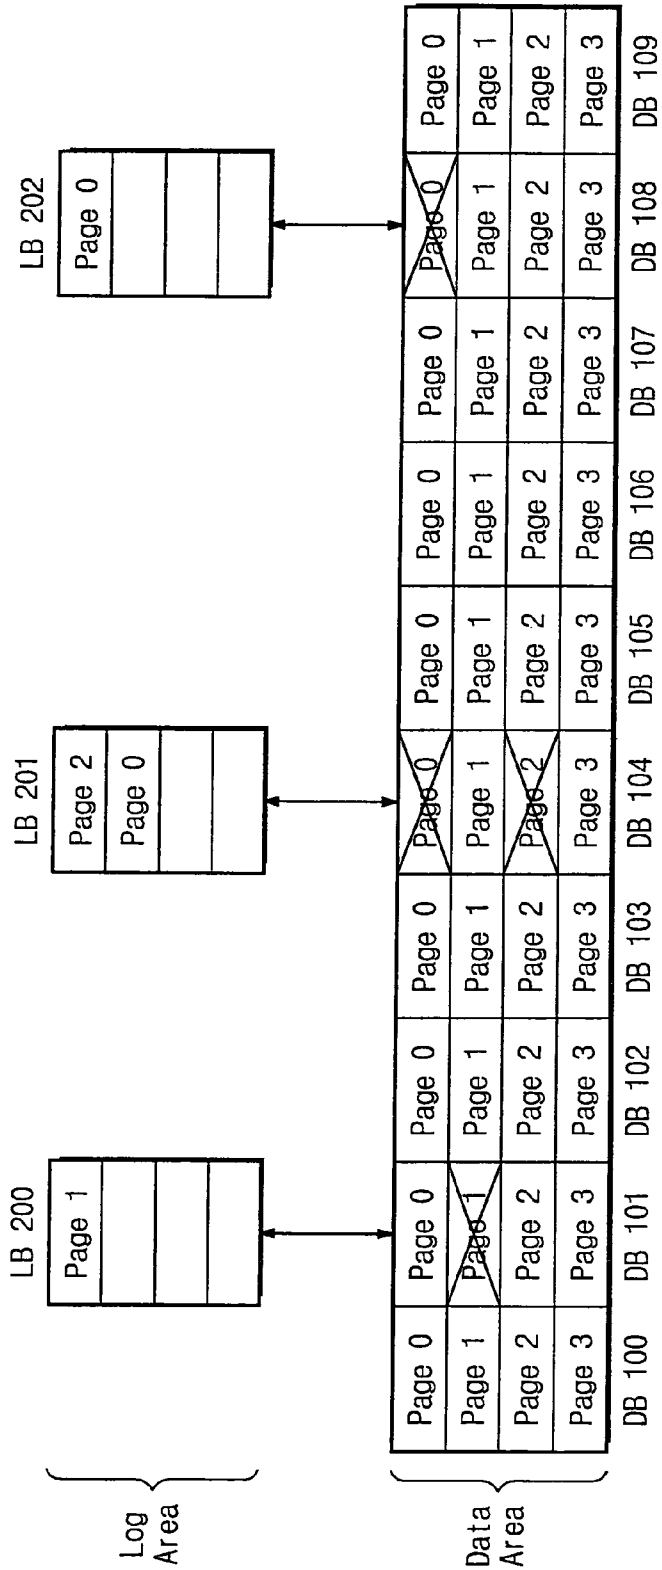 LB 200
LB 201
LB 202
Log
Area
Page 1
Page 2
Page 0
Page 0
Data
Area
Page 0 Page 0 Page 0 Page 0 Page 0 Page 0 Page 0 Page 0 Page 0 Page 0
Page 1 Page 1 Page 1 Page 1 Page 1 Page 1 Page 1 Page 1 Page 1 Page 1
Page 2 Page 2 Page 2 Page 2 Page 2 Page 2 Page 2 Page 2 Page 2 Page 2
Page 3 Page 3 Page 3 Page 3 Page 3 Page 3 Page 3 Page 3 Page 3 Page 3
DB 100 DB 101 DB 102 DB 103 DB 104 DB 105 DB 106 DB 107 DB 108 DB 109